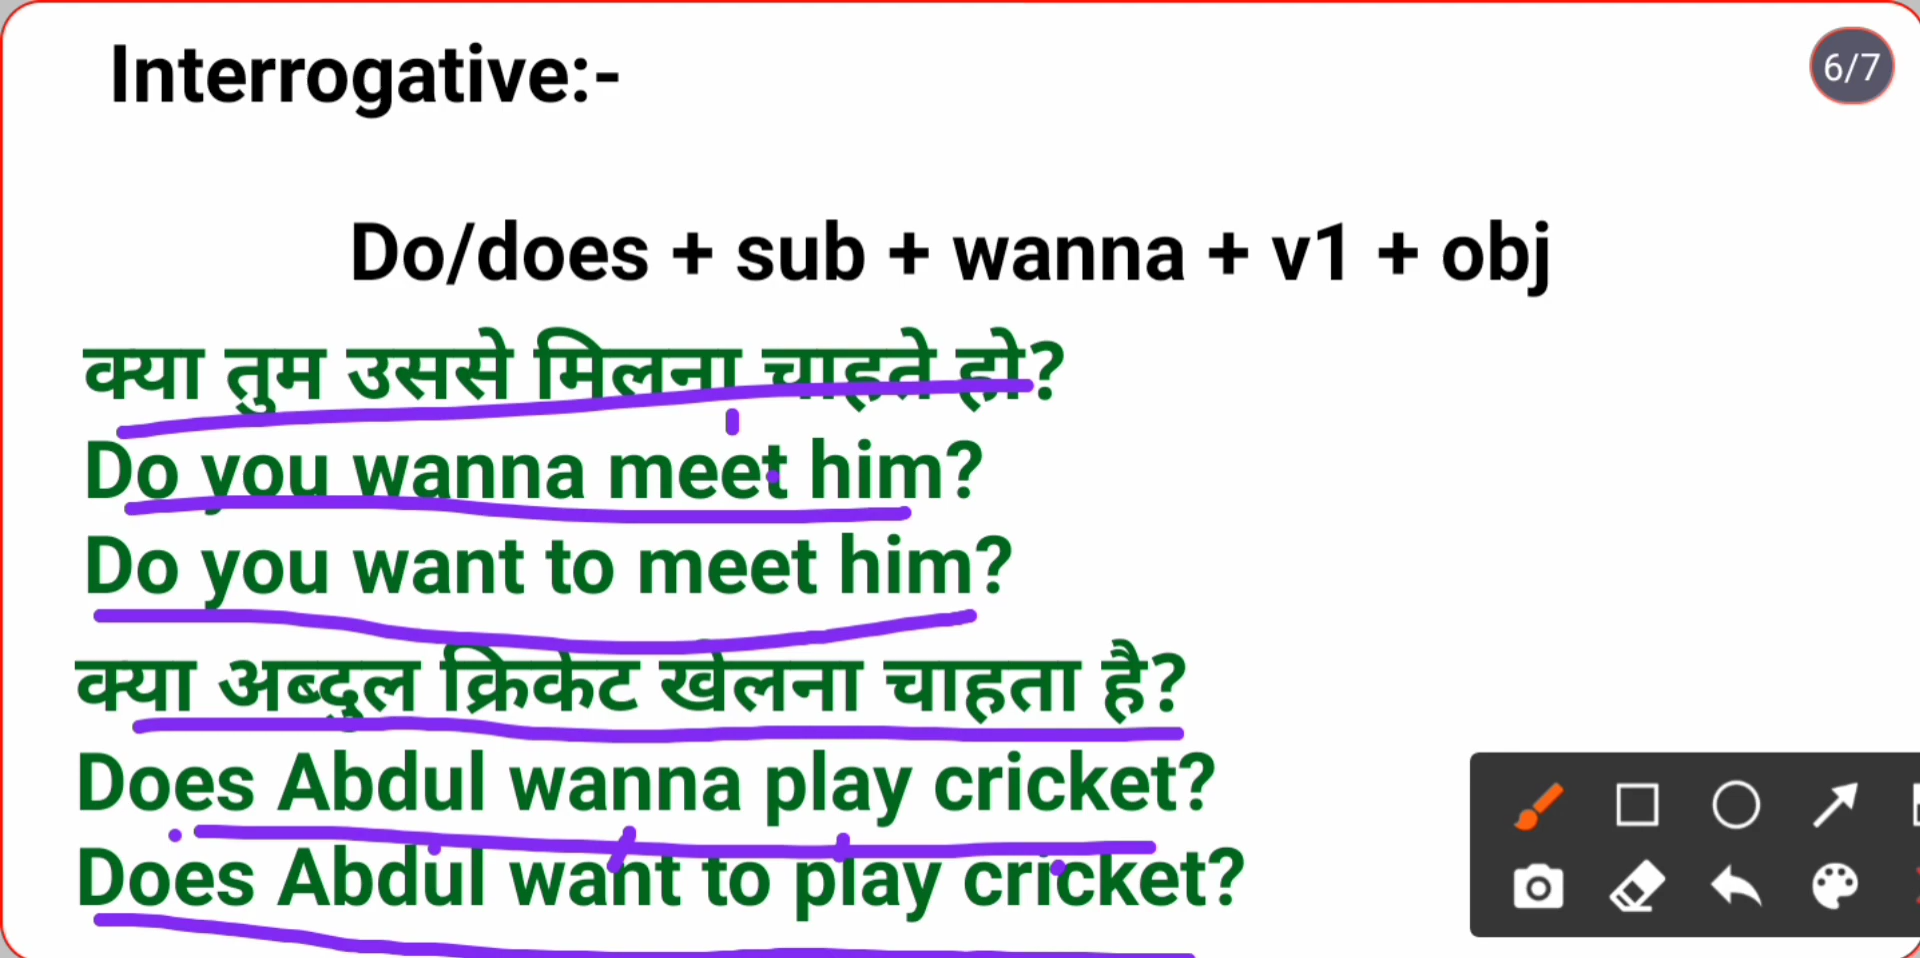 Interrogative:-
6/7
Do/does + sub + wanna + v1 + obj
क्या तुम उससे मिलना चाहते हो?
Do you wanna meet him?
Do you want to meet him?
क्या अब्दुल क्रिकेट खेलना चाहता है?
Does Abdul wanna play cricket?
Does Abdul want to play cricket?